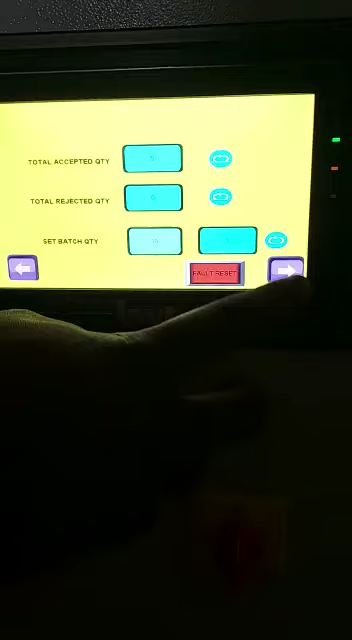 TOTAL ACCEPTED QTY
TOTAL REJECTED QTY
SET BATCH QTY
FAULT RESET